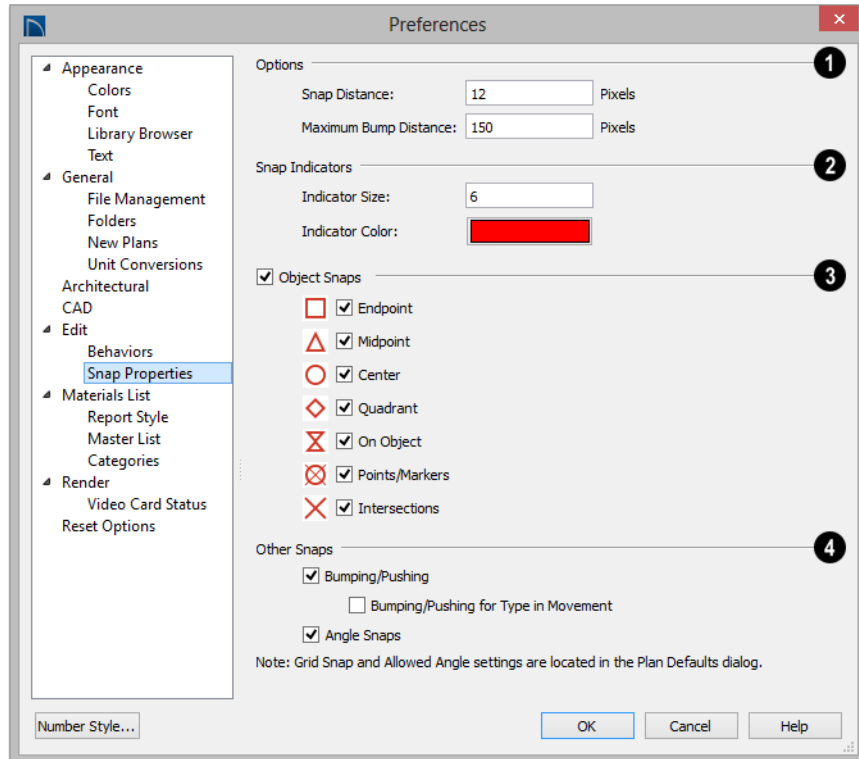 Preferences
Appearance
Colors
Font
Library Browser
Text
General
File Management
Folders
New Plans
Unit Conversions
Architectural
CAD
Edit
Behaviors
Snap Properties
Materials List
Report Style
Master List
Categories
Render
Video Card Status
Reset Options
Options 1
Snap Distance: 12 Pixels
Maximum Bump Distance: 150 Pixels
Snap Indicators 2
Indicator Size: 6
Indicator Color:
Object Snaps 3
Endpoint
Midpoint
Center
Quadrant
On Object
Points/Markers
Intersections
Other Snaps 4
Bumping/Pushing
Bumping/Pushing for Type in Movement
Angle Snaps
Note: Grid Snap and Allowed Angle settings are located in the Plan Defaults dialog.
Number Style... OK Cancel Help